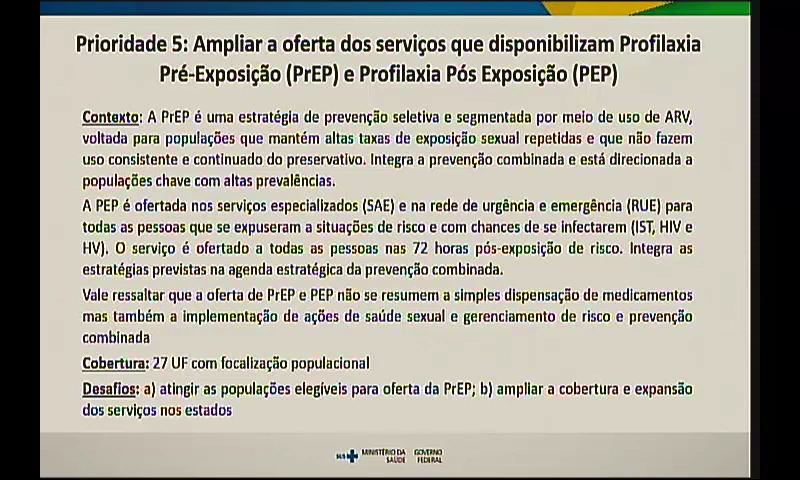 Prioridade 5: Ampliar a oferta dos serviços que disponibilizam Profilaxia
Pré-Exposição (PrEP) e Profilaxia Pós Exposição (PEP)
Contexto: A PrEP é uma estratégia de prevenção seletiva e segmentada por meio de uso de ARV,
voltada para populações que mantém altas taxas de exposição sexual repetidas e que não fazem
uso consistente e continuado do preservativo. Integra a prevenção combinada e está direcionada a
populações chave com altas prevalências.
A PEP é ofertada nos serviços especializados (SAE) e na rede de urgência e emergência (RUE) para
todas as pessoas que se expuseram a situações de risco e com chances de se infectarem (IST, HIV e
HV). O serviço é ofertado a todas as pessoas nas 72 horas pós-exposição de risco. Integra as
estratégias previstas na agenda estratégica da prevenção combinada.
Vale ressaltar que a oferta de PrEP e PEP não se resumem a simples dispensação de medicamentos
mas também a implementação de ações de saúde sexual e gerenciamento de risco e prevenção
combinada
Cobertura: 27 UF com focalização populacional
Desafios: a) atingir as populações elegíveis para oferta da PrEP; b) ampliar a cobertura e expansão
dos serviços nos estados
SUS MINISTÉRIO DA GOVERNO
SAÚDE FEDERAL